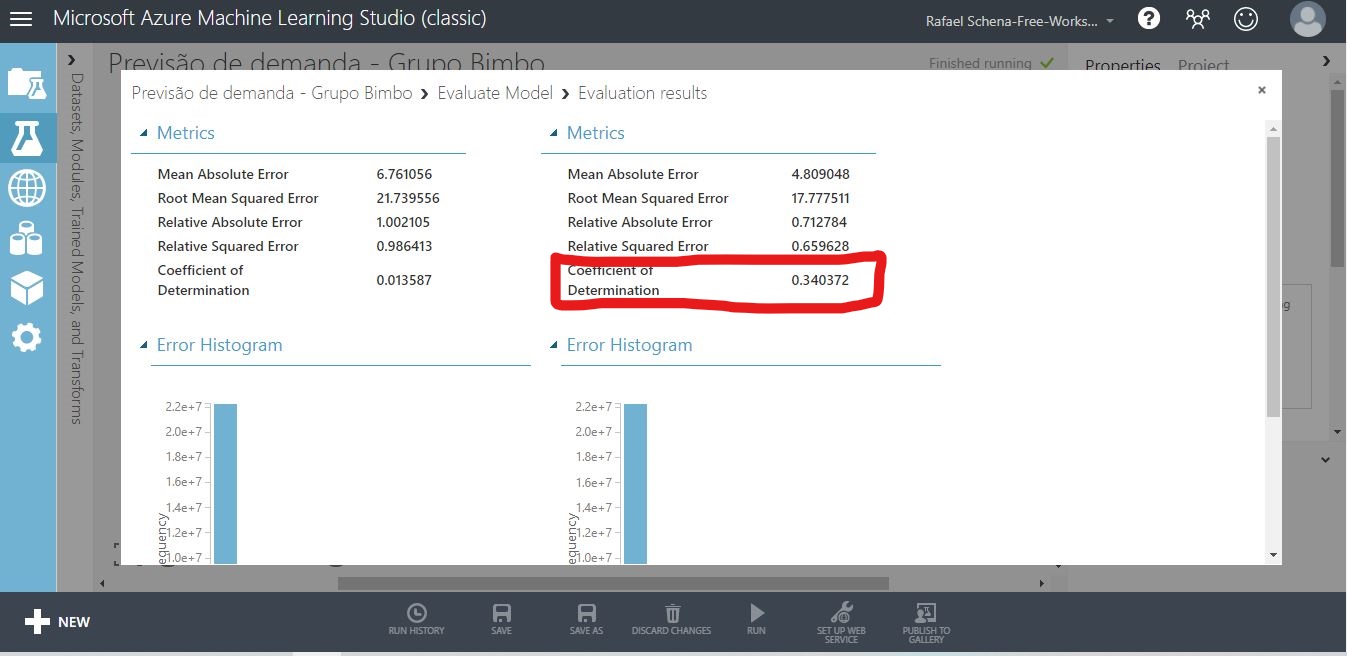 Microsoft Azure Machine Learning Studio (classic)
Rafael Schena-Free-Works...
?
Previsão de demanda - Grupo Bimbo
Finished running
Properties Project
Datasets, Modules, Trained Models, and Transforms
Previsão de demanda - Grupo Bimbo > Evaluate Model > Evaluation results
×
Metrics
Mean Absolute Error 6.761056
Root Mean Squared Error 21.739556
Relative Absolute Error 1.002105
Relative Squared Error 0.986413
Coefficient of
Determination 0.013587
Metrics
Mean Absolute Error 4.809048
Root Mean Squared Error 17.777511
Relative Absolute Error 0.712784
Relative Squared Error 0.659628
Coefficient of
Determination 0.340372
Error Histogram
2.2e+7
2.0e+7
1.8e+7
1.6e+7
1.4e+7
1.2e+7
1.0e+7
equency
Error Histogram
2.2e+7
2.0e+7
1.8e+7
1.6e+7
1.4e+7
1.2e+7
1.0e+7
equency
g
NEW
RUN HISTORY
SAVE
SAVE AS
DISCARD CHANGES
RUN
SET UP WEB
SERVICE
PUBLISH TO
GALLERY